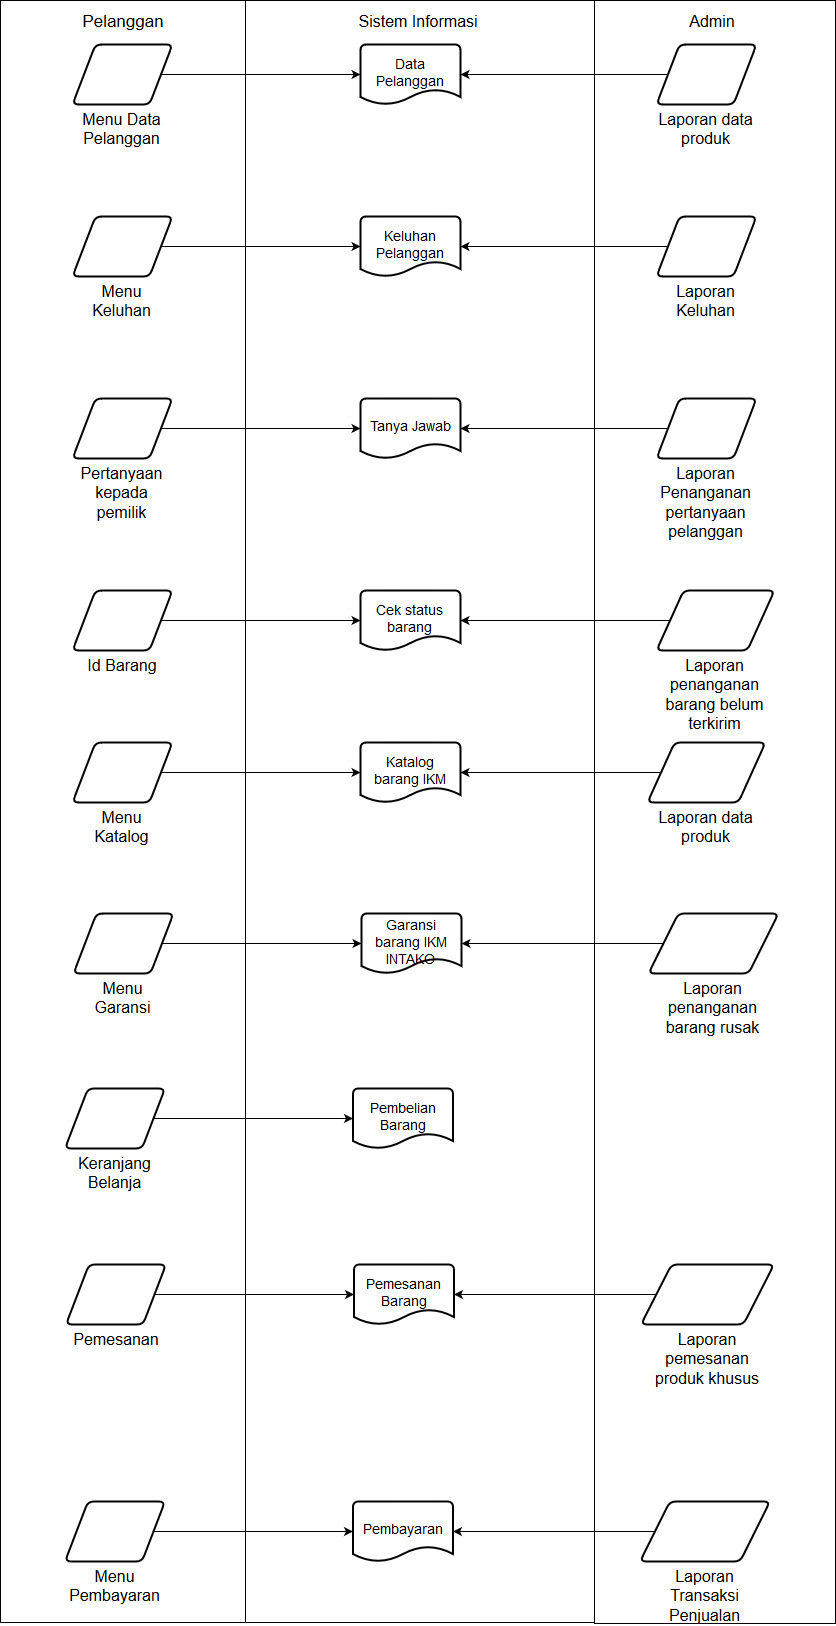 Pelanggan
Sistem Informasi
Admin
Menu Data
Pelanggan
Data
Pelanggan
Laporan data
produk
Menu
Keluhan
Keluhan
Pelanggan
Laporan
Keluhan
Pertanyaan
kepada
pemilik
Tanya Jawab
Laporan
Penanganan
pertanyaan
pelanggan
Id Barang
Cek status
barang
Laporan
penanganan
barang belum
terkirim
Menu
Katalog
Katalog
barang IKM
Laporan data
produk
Menu
Garansi
Garansi
barang IKM
INTAKO
Laporan
penanganan
barang rusak
Keranjang
Belanja
Pembelian
Barang
Pemesanan
Pemesanan
Barang
Laporan
pemesanan
produk khusus
Menu
Pembayaran
Pembayaran
Laporan
Transaksi
Penjualan